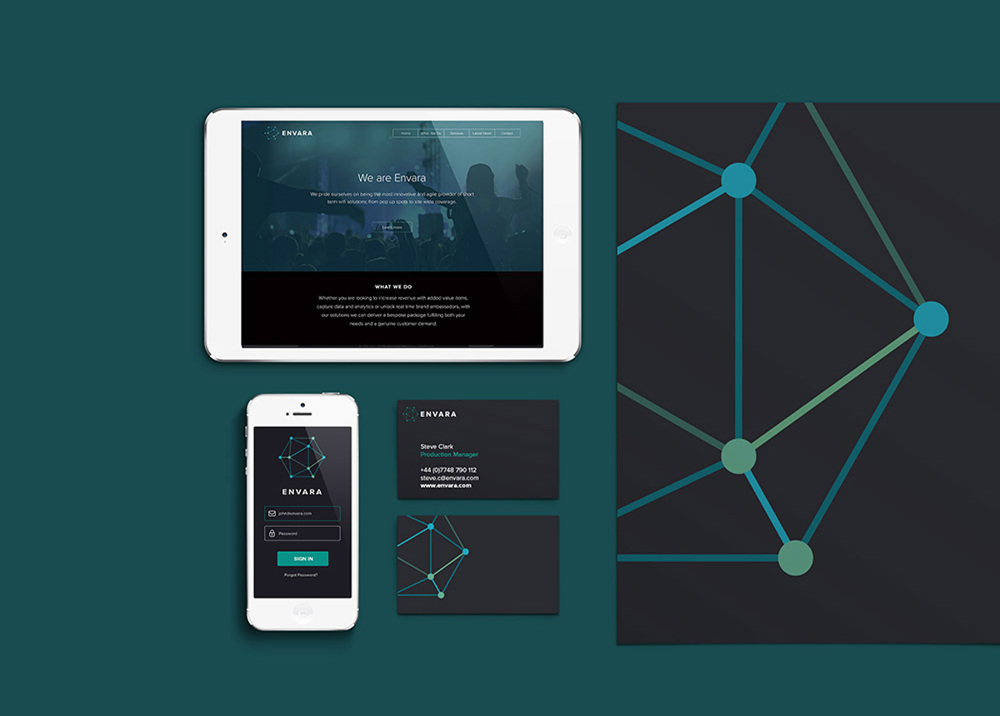 ENVARA
Home What We Do Services Latest News Contact
We are Envara
We pride ourselves on being the most innovative and agile provider of short
term wifi solutions, from pop up spots to site wide coverage.
WHAT WE DO
Whether you are looking to increase revenue with added value items,
capture data and analytics or unlock real time brand ambassadors, with
our solutions we can deliver a bespoke package fulfilling both your
needs and a genuine customer demand.
ENVARA
john@envara.com
Password
SIGN IN
Forgot Password?
ENVARA
Steve Clark
Production Manager
+44 (0)7748 790 112
steve.c@envara.com
www.envara.com